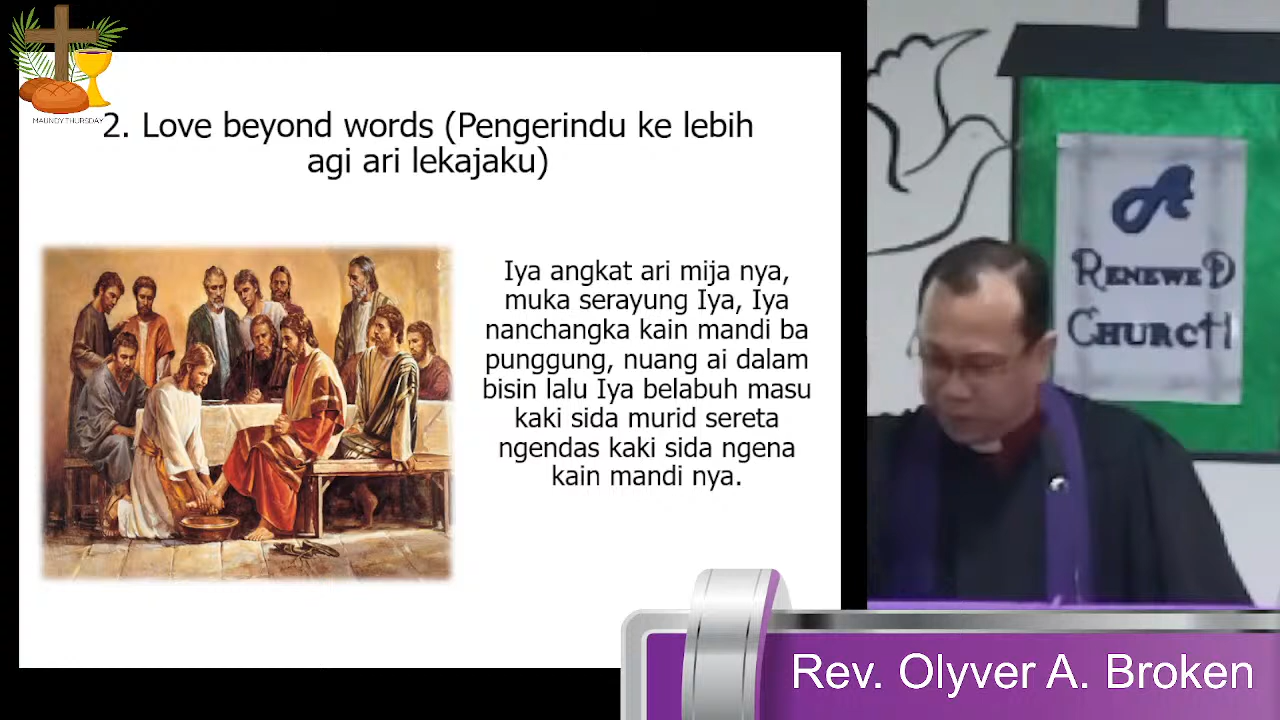 MAUNDY THURSDAY
2. Love beyond words (Pengerindu ke lebih
agi ari lekajaku)
Iya angkat ari mija nya,
muka serayung Iya, Iya
nanchangka kain mandi ba
punggung, nuang ai dalam
bisin lalu Iya belabuh masu
kaki sida murid sereta
ngendas kaki sida ngena
kain mandi nya.
A
RENEWED
CHURCH
Rev. Olyver A. Broken